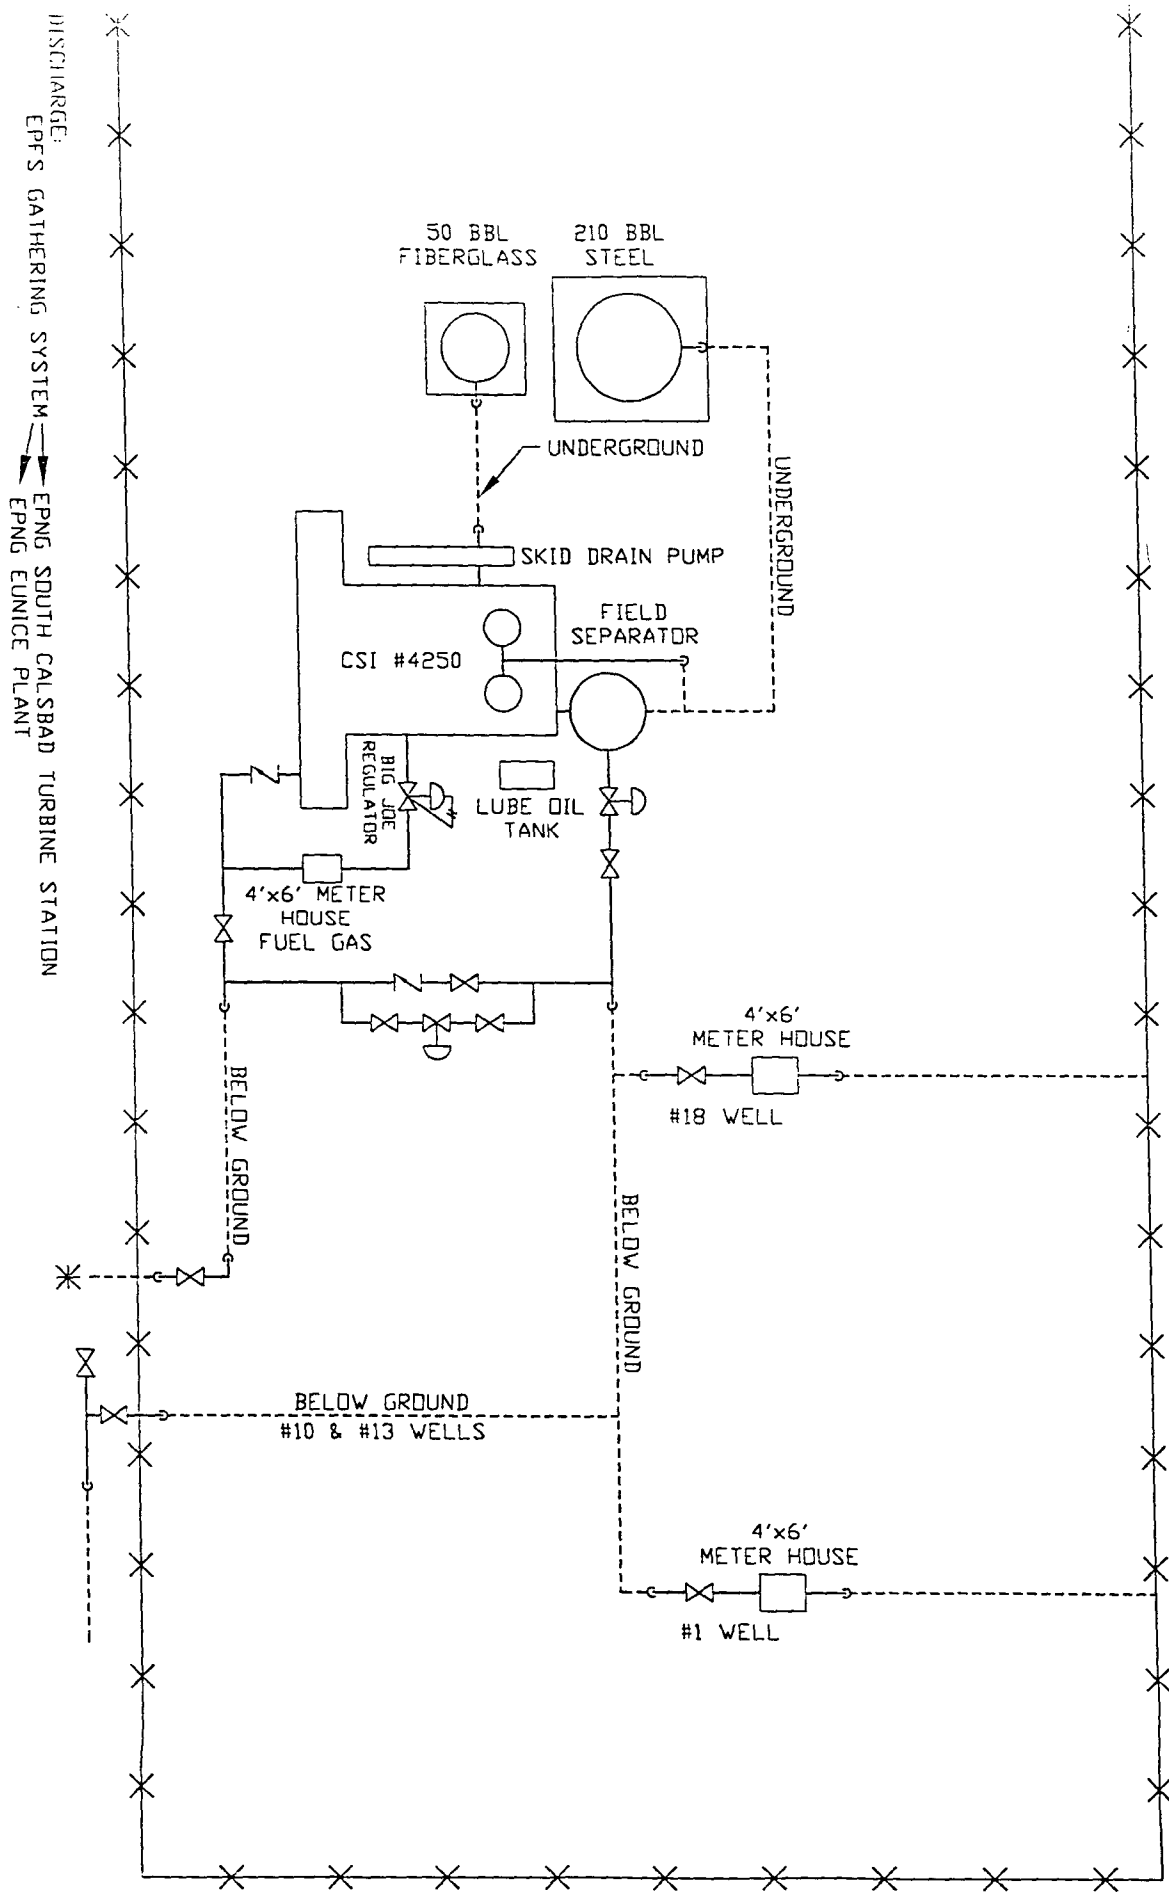 DISCHARGE:
EPFS GATHERING SYSTEM
EPNG SOUTH CALSBAD TURBINE STATION
EPNG EUNICE PLANT
50 BBL
FIBERGLASS
210 BBL
STEEL
UNDERGROUND
UNDERGROUND
SKID DRAIN PUMP
FIELD
SEPARATOR
CSI #4250
BIG JOE
REGULATOR
LUBE OIL
TANK
4'x6' METER
HOUSE
FUEL GAS
4'x6'
METER HOUSE
#18 WELL
BELOW GROUND
BELOW GROUND
BELOW GROUND
#10 & #13 WELLS
4'x6'
METER HOUSE
#1 WELL